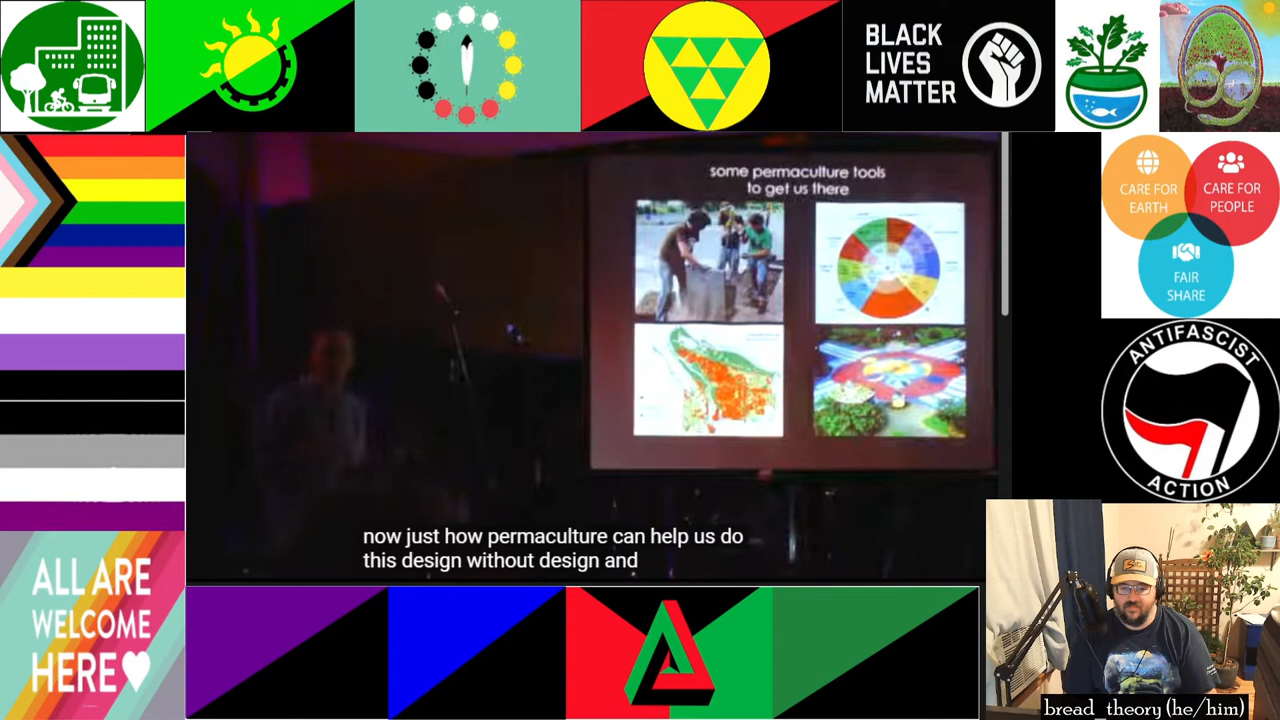 BLACK
LIVES
MATTER
some permaculture tools
to get us there
CARE FOR
EARTH
CARE FOR
PEOPLE
FAIR
SHARE
ANTIFASCIST
ACTION
now just how permaculture can help us do
this design without design and
ALL ARE
WELCOME
HERE
bread_theory (he/him)